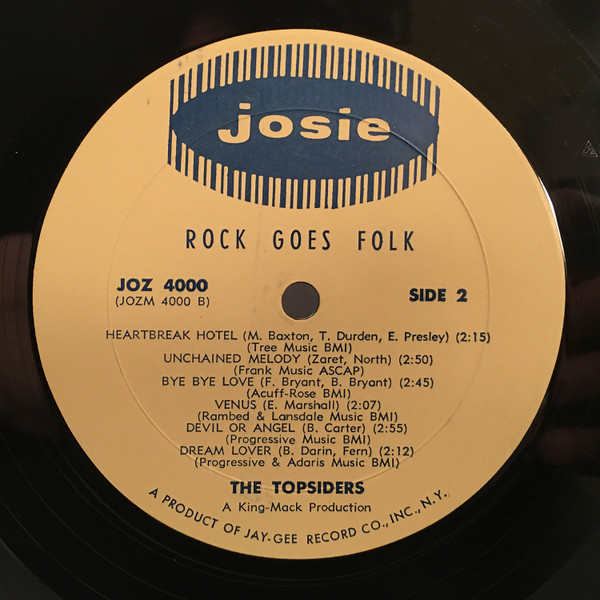 josie
ROCK GOES FOLK
JOZ 4000
(JOZM 4000 B)
SIDE 2
HEARTBREAK HOTEL (M. Baxton, T. Durden, E. Presley) (2:15)
(Tree Music BMI)
UNCHAINED MELODY (Zaret, North) (2:50)
(Frank Music ASCAP)
BYE BYE LOVE (F. Bryant, B. Bryant) (2:45)
(Acuff-Rose BMI)
VENUS (E. Marshall) (2:07)
(Rambed & Lansdale Music BMI)
DEVIL OR ANGEL (B. Carter) (2:55)
(Progressive Music BMI)
DREAM LOVER (B. Darin, Fern) (2:12)
(Progressive & Adaris Music BMI)
THE TOPSIDERS
A King-Mack Production
A PRODUCT OF JAY-GEE RECORD CO., INC., N.Y.